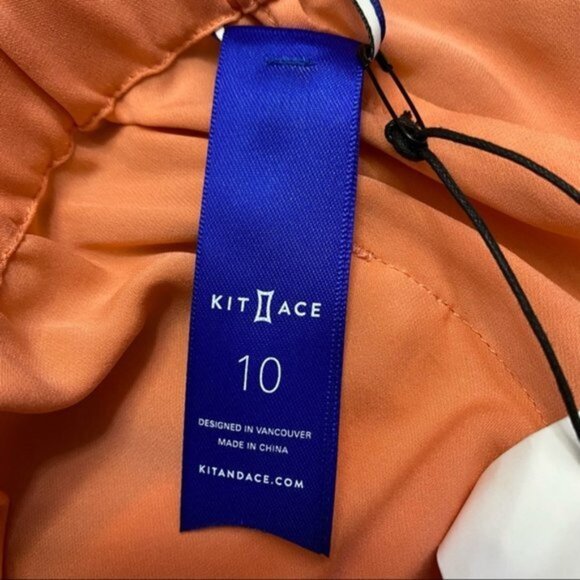 KIT ACE
10
DESIGNED IN VANCOUVER
MADE IN CHINA
KITANDACE.COM